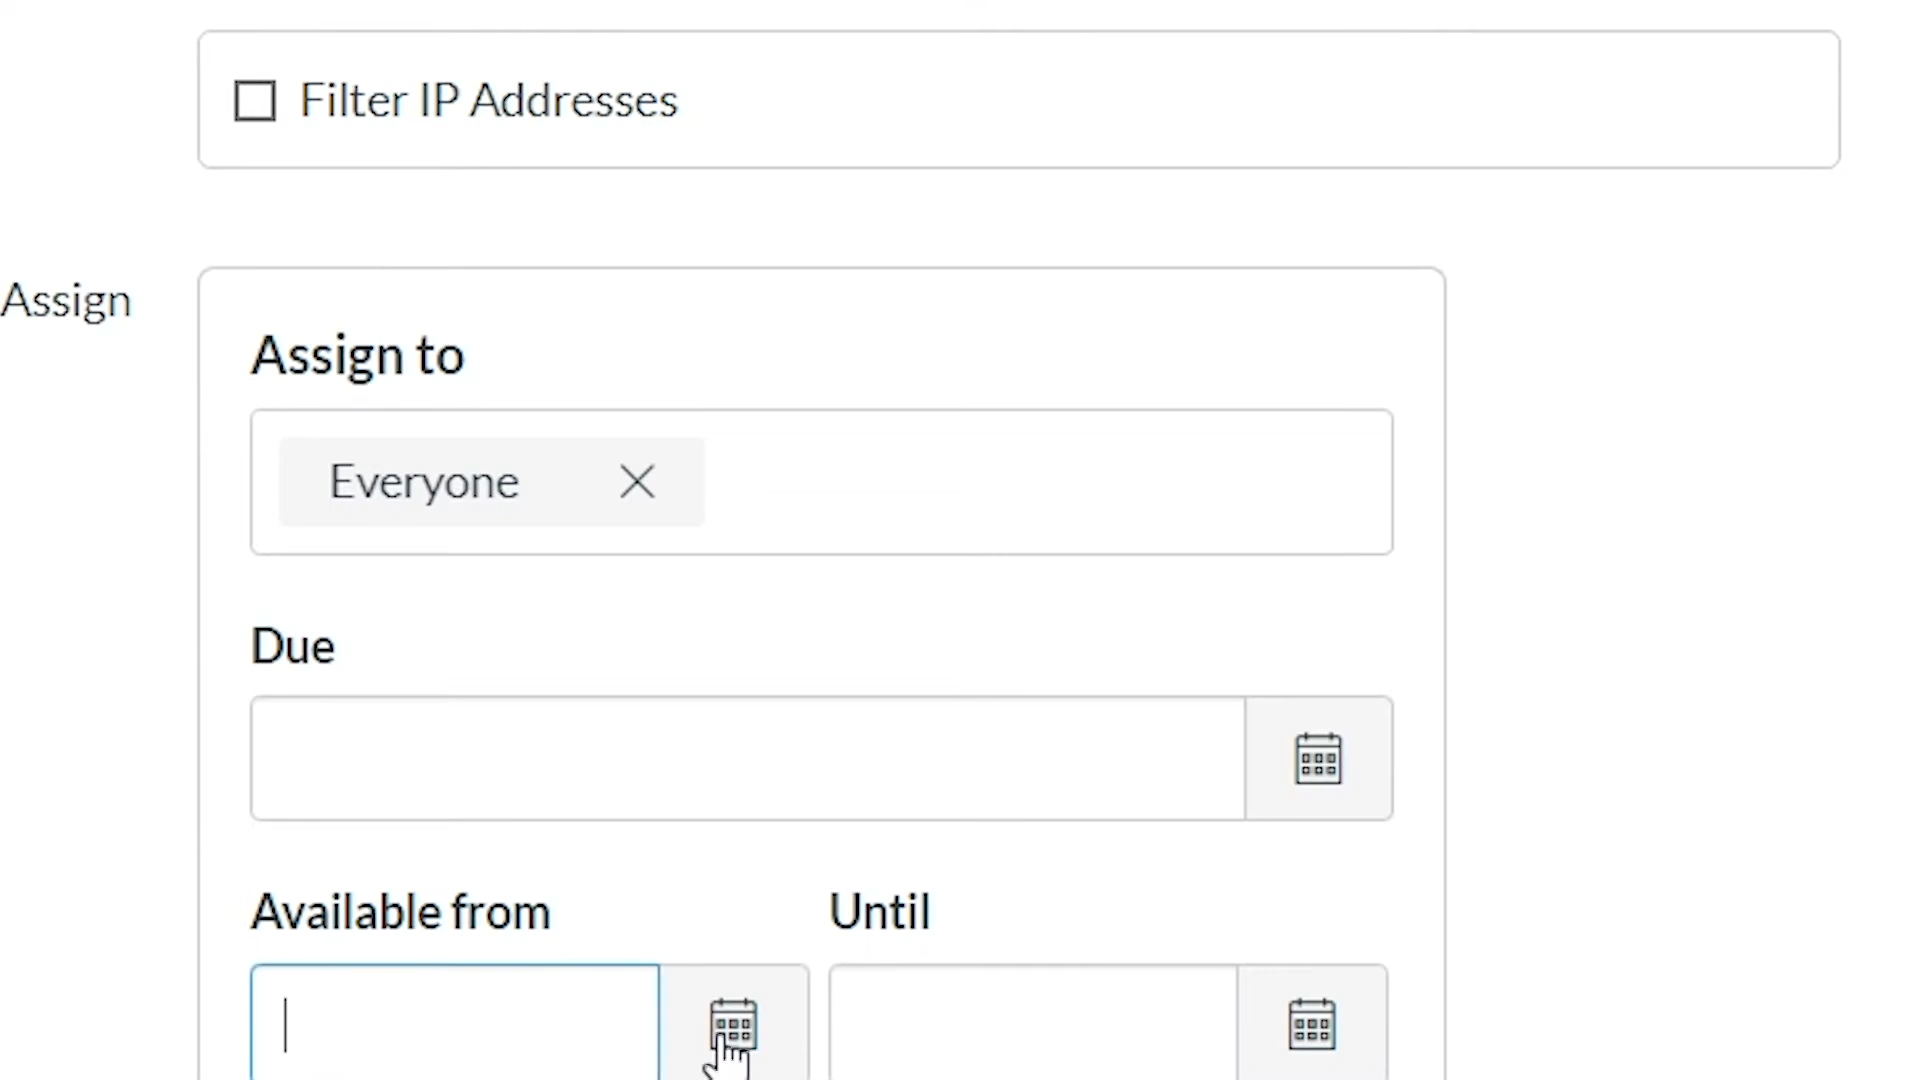 Filter IP Addresses
Assign
Assign to
Everyone
Due
Available from
Until